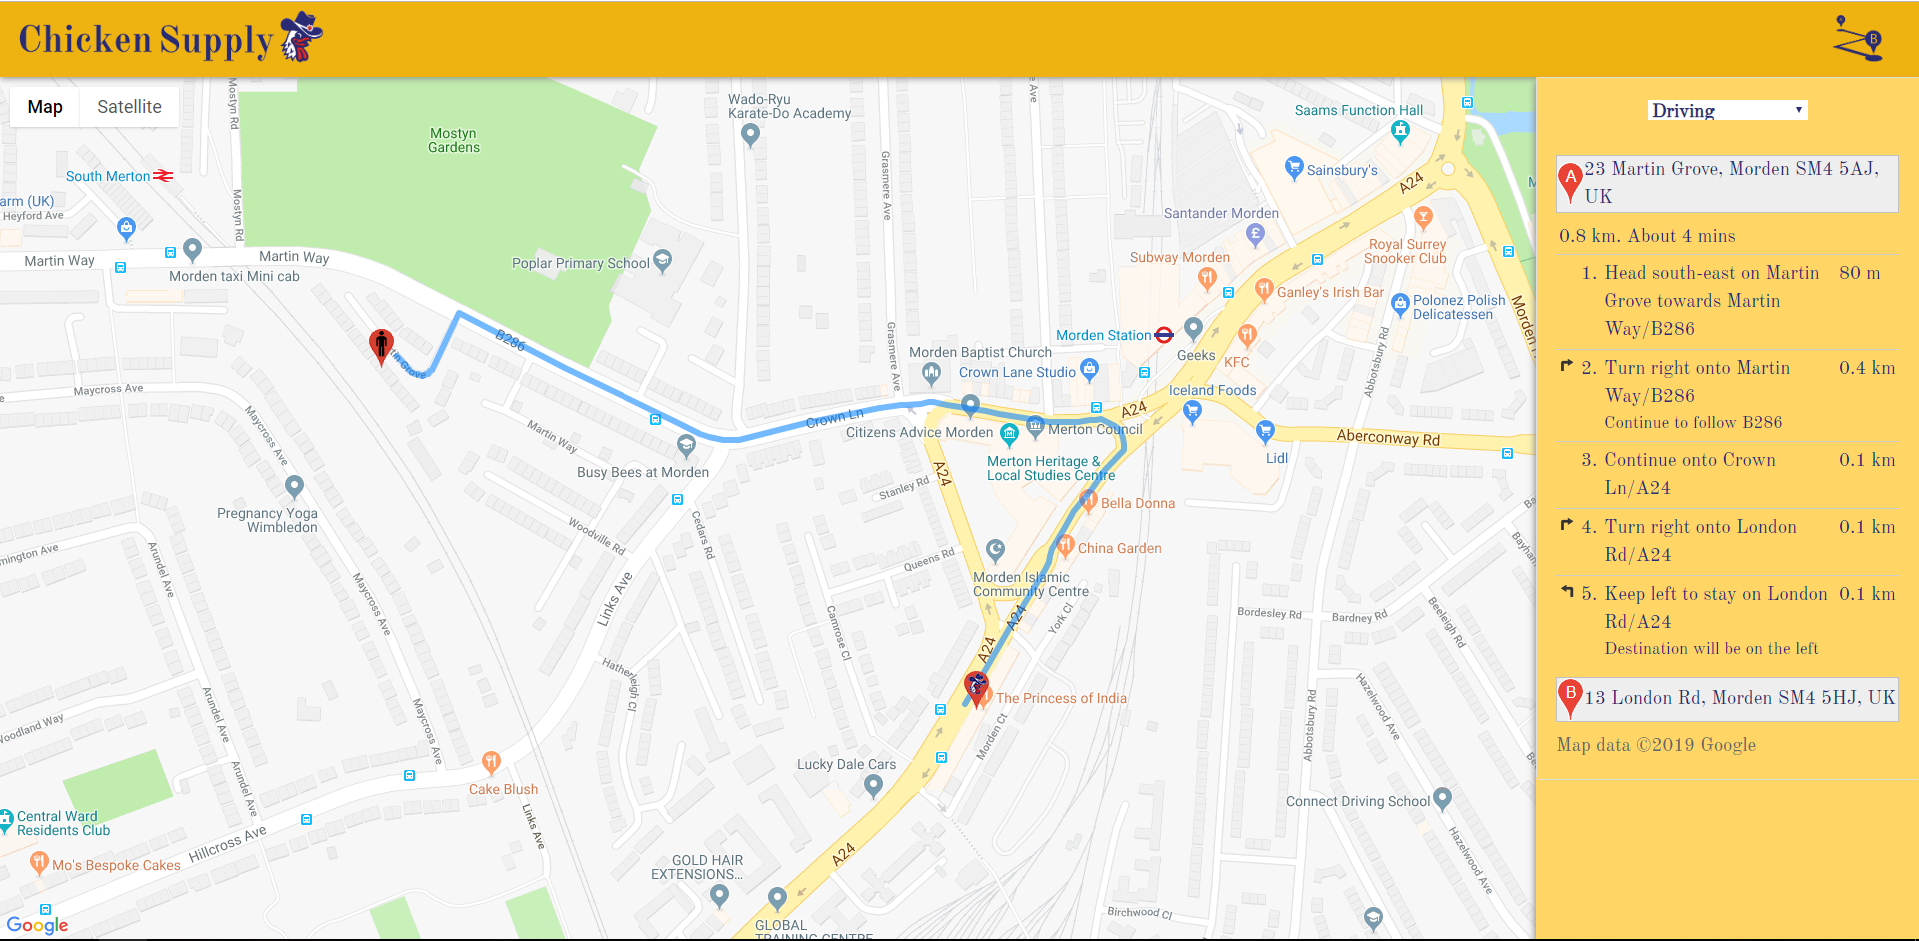 Chicken Supply
B
Map
Satellite
Driving
A
23 Martin Grove, Morden SM4 5AJ,
UK
0.8 km. About 4 mins
1. Head south-east on Martin 80 m
Grove towards Martin
Way/B286
2. Turn right onto Martin 0.4 km
Way/B286
Continue to follow B286
3. Continue onto Crown 0.1 km
Ln/A24
4. Turn right onto London 0.1 km
Rd/A24
5. Keep left to stay on London 0.1 km
Rd/A24
Destination will be on the left
B
13 London Rd, Morden SM4 5HJ, UK
Map data ©2019 Google
Mostyn Rd
Mostyn
Gardens
Wado-Ryu
Karate-Do Academy
Ave
Saams Function Hall
South Merton
Sainsbury's
Grasmere Ave
A24
arm (UK)
Heyford Ave
Mostyn Rd
Santander Morden
£
Royal Surrey
Snooker Club
Martin Way
Martin Way
Morden taxi Mini cab
Poplar Primary School
Subway Morden
Ganley's Irish Bar
Polonez Polish
Delicatessen
Morden
B286
Grasmere Ave
Morden Station
Geeks
KFC
Abbotsbury Rd
tin Grove
Morden Baptist Church
Crown Lane Studio
Iceland Foods
Maycross Ave
Maycross Ave
Crown Ln
A24
Citizens Advice Morden
Merton Council
Aberconway Rd
Martin Way
Busy Bees at Morden
Merton Heritage &
Local Studies Centre
Lidl
A24
Stanley Rd
Bella Donna
Pregnancy Yoga
Wimbledon
Cedars Rd
Woodville Rd
mington Ave
Arundel Ave
Queens Rd
China Garden
Bayha
Maycross Ave
Links Ave
Morden Islamic
Community Centre
A24
York Cl
Bordesley Rd
Bardney Rd
Beeleigh Rd
Camrose Cl
A24
Hatherleigh Cl
The Princess of India
Arundel Ave
Maycross Ave
Woodland Way
Morden Ct
Abbotsbury Rd
Hazelwood Ave
Arundel Ave
Lucky Dale Cars
Cake Blush
Connect Driving School
Central Ward
Residents Club
Links Ave
Hillcross Ave
Mo's Bespoke Cakes
A24
GOLD HAIR
EXTENSIONS...
Hazelwood Ave
Birchwood Cl
Google
GLOBAL
TRAINING CENTRE